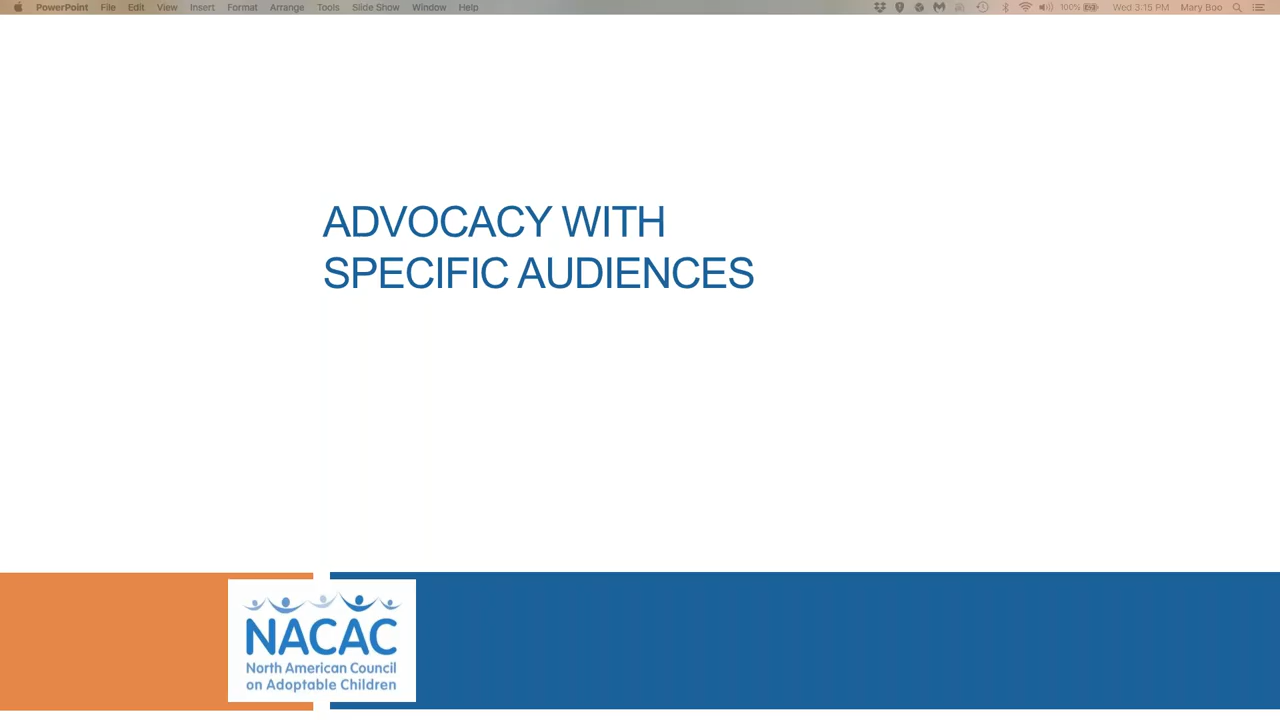 PowerPoint File Edit View Insert Format Arrange Tools Slide Show Window Help 100% Wed 3:15 PM Mary Boo
ADVOCACY WITH
SPECIFIC AUDIENCES
NACAC
North American Council
on Adoptable Children